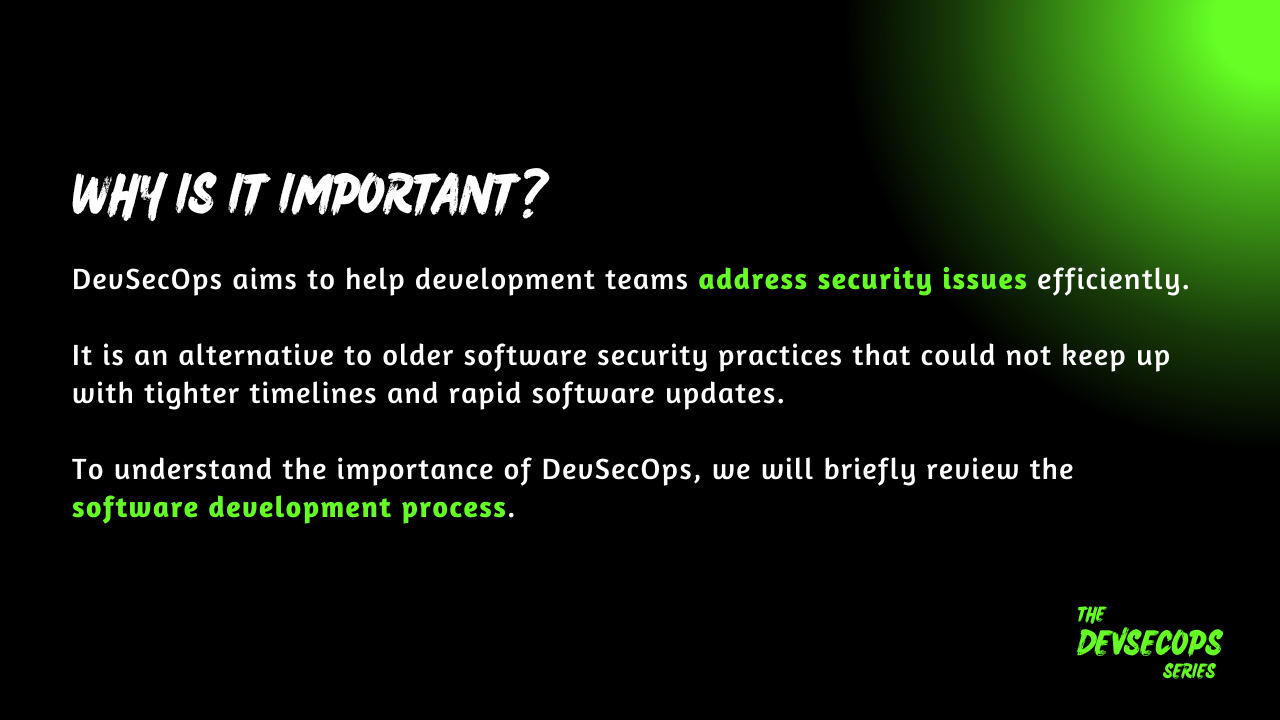 WHY IS IT IMPORTANT?
DevSecOps aims to help development teams address security issues efficiently.
It is an alternative to older software security practices that could not keep up
with tighter timelines and rapid software updates.
To understand the importance of DevSecOps, we will briefly review the
software development process.
THE
DEVSECOPS
SERIES